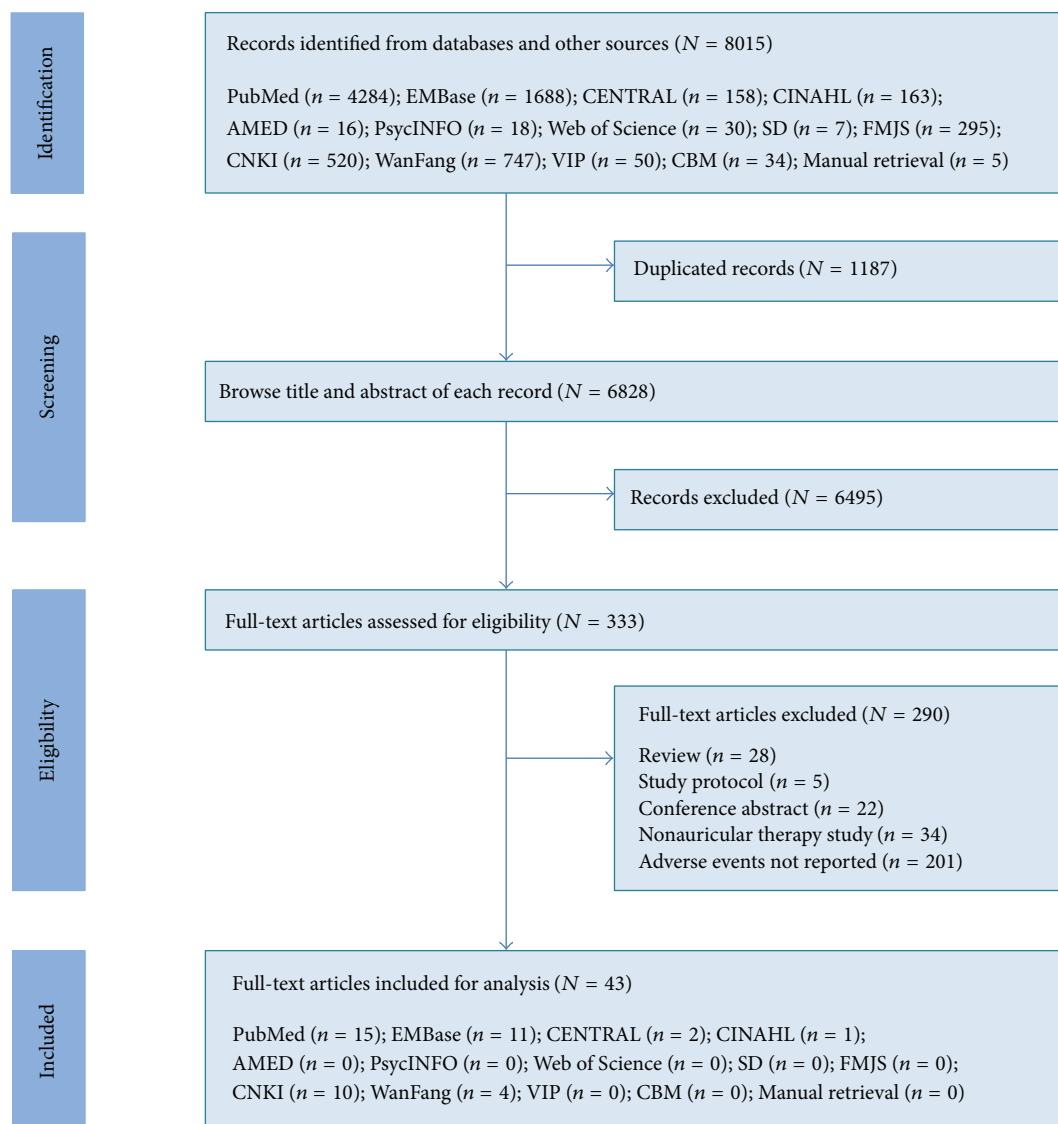 Identification
Records identified from databases and other sources (N = 8015)
PubMed (n = 4284); EMBase (n = 1688); CENTRAL (n = 158); CINAHL (n = 163);
AMED (n = 16); PsycINFO (n = 18); Web of Science (n = 30); SD (n = 7); FMJS (n = 295);
CNKI (n = 520); WanFang (n = 747); VIP (n = 50); CBM (n = 34); Manual retrieval (n = 5)
Screening
Duplicated records (N = 1187)
Browse title and abstract of each record (N = 6828)
Records excluded (N = 6495)
Eligibility
Full-text articles assessed for eligibility (N = 333)
Full-text articles excluded (N = 290)
Review (n = 28)
Study protocol (n = 5)
Conference abstract (n = 22)
Nonauricular therapy study (n = 34)
Adverse events not reported (n = 201)
Included
Full-text articles included for analysis (N = 43)
PubMed (n = 15); EMBase (n = 11); CENTRAL (n = 2); CINAHL (n = 1);
AMED (n = 0); PsycINFO (n = 0); Web of Science (n = 0); SD (n = 0); FMJS (n = 0);
CNKI (n = 10); WanFang (n = 4); VIP (n = 0); CBM (n = 0); Manual retrieval (n = 0)